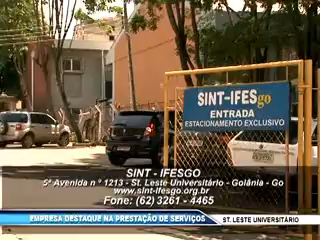 SINT-IFESgo
ENTRADA
ESTACIONAMENTO EXCLUSIVO
SINT - IFESGO
5ª Avenida n º 1213 - St. Leste Universitário - Goiânia - Go
www.sint-ifesgo.org.br
Fone: (62) 3261 - 4465
EMPRESA DESTAQUE NA PRESTAÇÃO DE SERVIÇOS
ST. LESTE UNIVERSITÁRIO